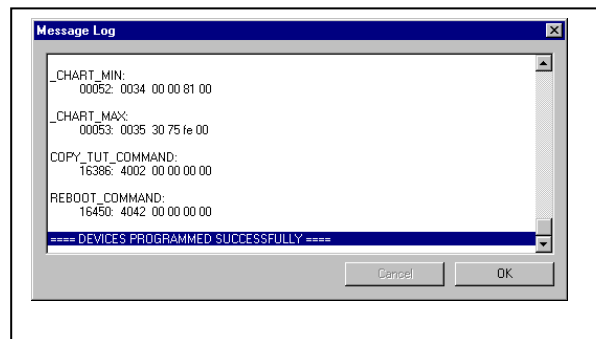 Message Log
_CHART_MIN:
00052: 0034 00 00 81 00
_CHART_MAX:
00053: 0035 30 75 fe 00
COPY_TUT_COMMAND:
16386: 4002 00 00 00 00
REBOOT_COMMAND:
16450: 4042 00 00 00 00
==== DEVICES PROGRAMMED SUCCESSFULLY ====
Cancel
OK